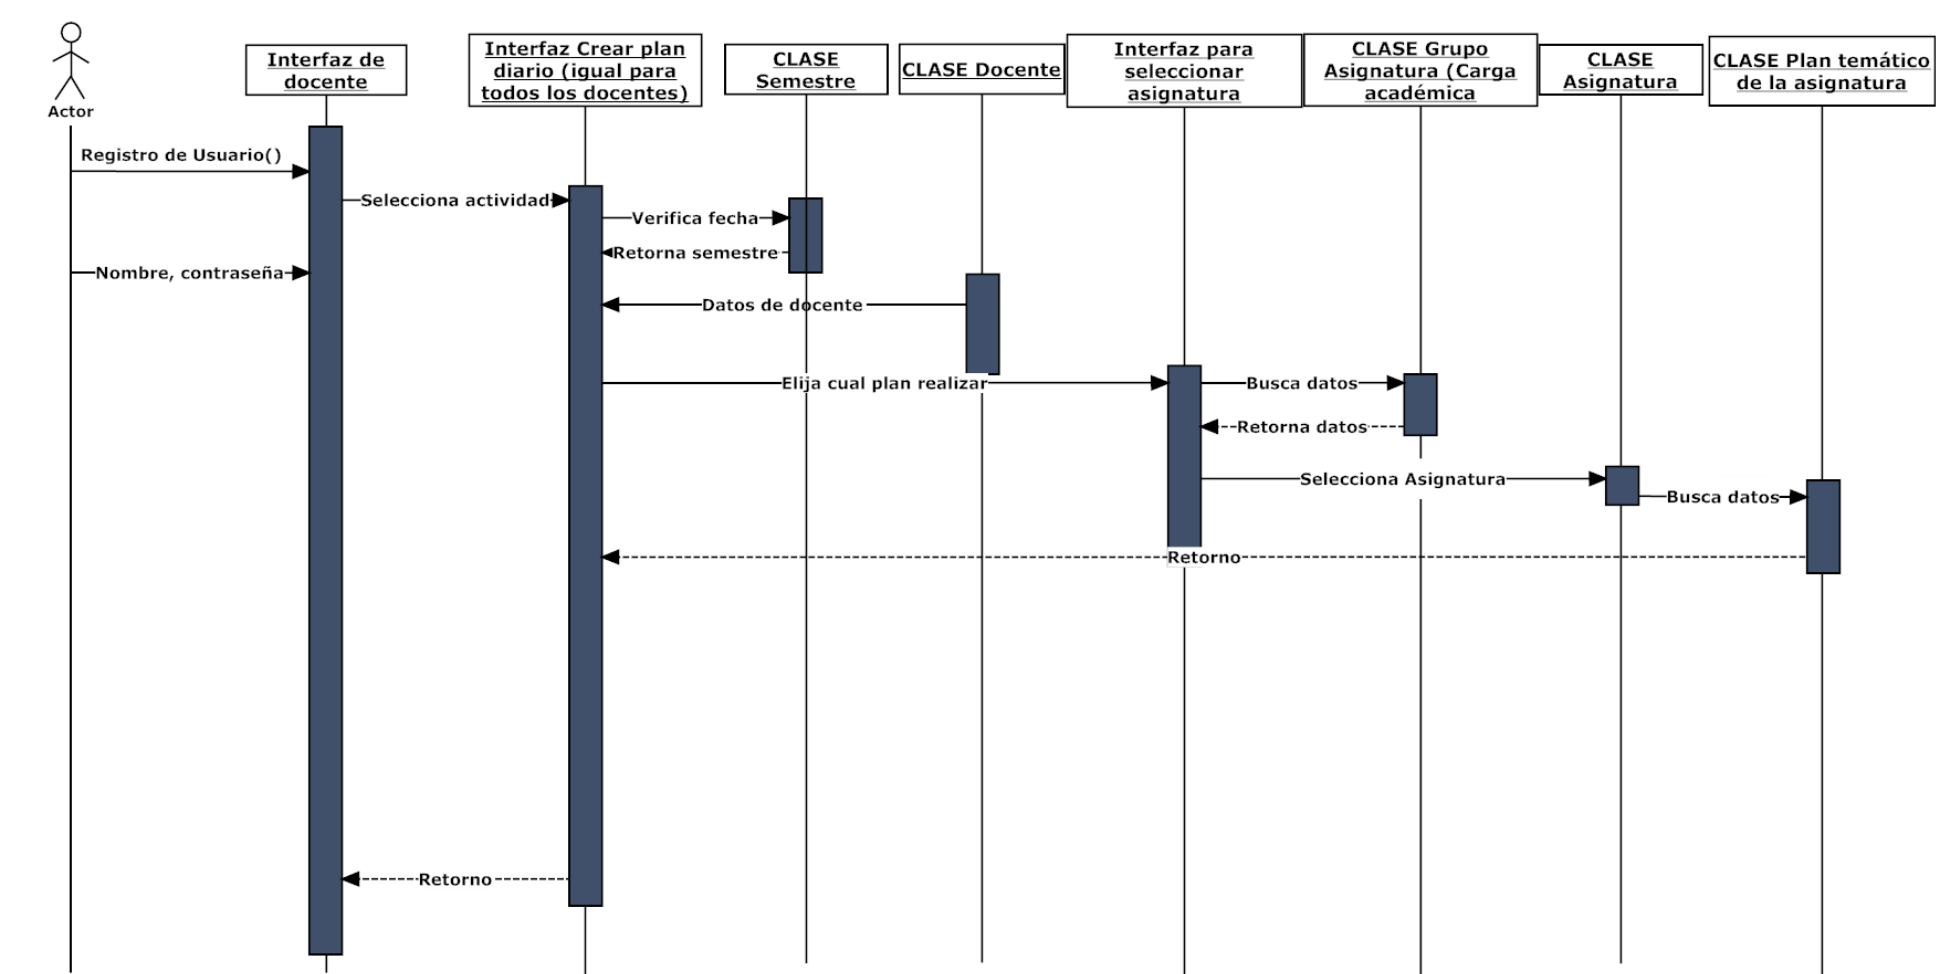 Actor
Interfaz de
docente
Interfaz Crear plan
diario (igual para
todos los docentes)
CLASE
Semestre
CLASE Docente
Interfaz para
seleccionar
asignatura
CLASE Grupo
Asignatura (Carga
académica
CLASE
Asignatura
CLASE Plan temático
de la asignatura
Registro de Usuario()
Selecciona actividad
Verifica fecha
Retorna semestre
Nombre, contraseña
Datos de docente
Elija cual plan realizar
Busca datos
Retorna datos
Selecciona Asignatura
Busca datos
Retorno
Retorno